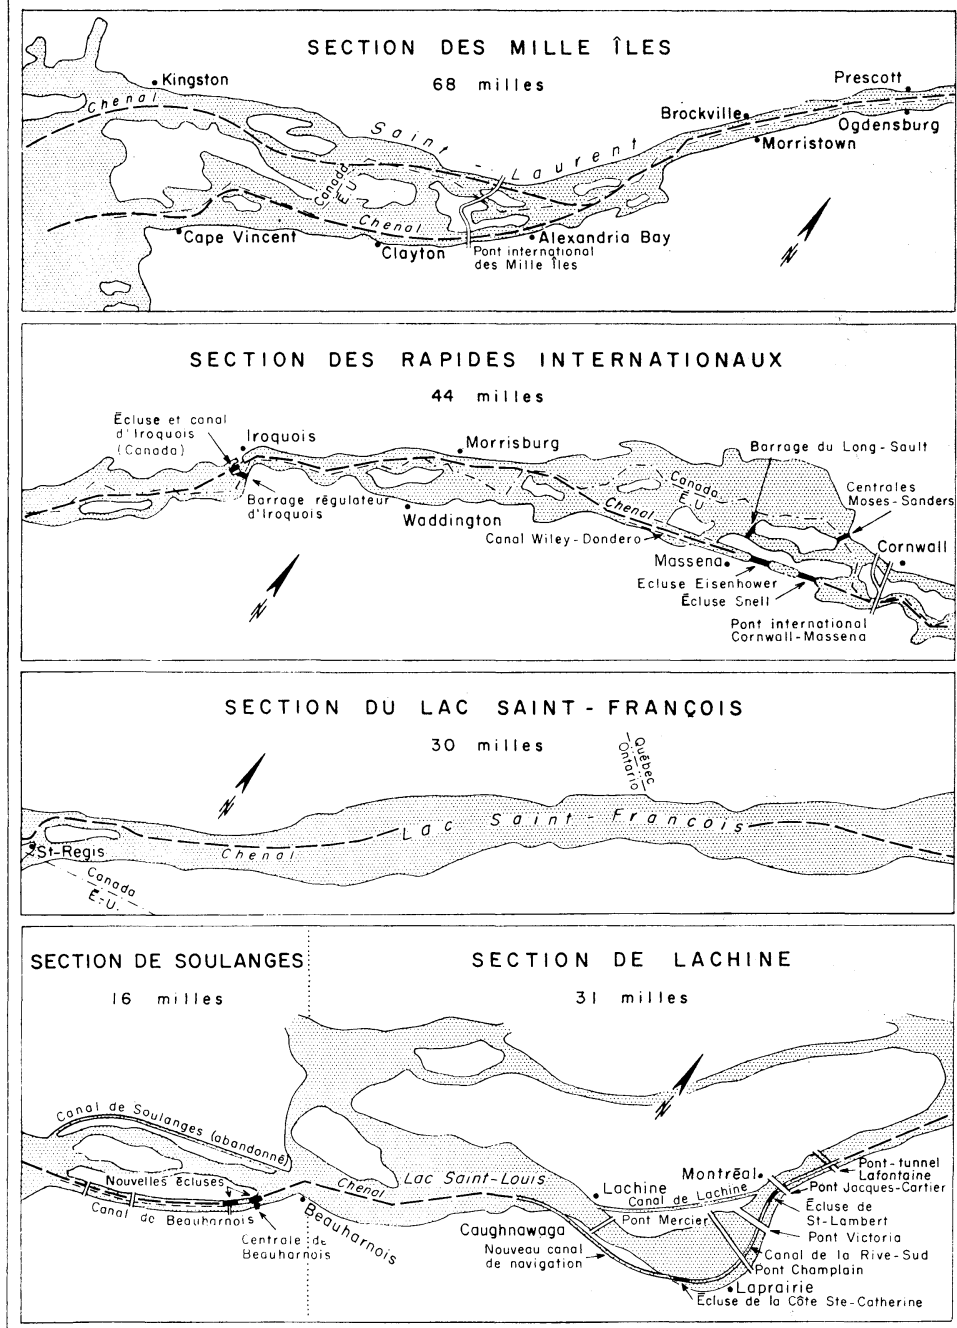 SECTION DES MILLE ÎLES
68 milles
Kingston
Chenal
Saint - Laurent
Canada
É.-U.
Chenal
Cape Vincent
Clayton
Pont international
des Mille Îles
Alexandria Bay
Brockville
Morristown
Prescott
Ogdensburg
N
SECTION DES RAPIDES INTERNATIONAUX
44 milles
Écluse et canal
d'Iroquois
(Canada)
Iroquois
Barrage régulateur
d'Iroquois
Morrisburg
Waddington
Chenal
Canada
É.-U.
Canal Wiley-Dondero
Barrage du Long-Sault
Centrales
Moses-Sanders
Cornwall
Massena
Écluse Eisenhower
Écluse Snell
Pont international
Cornwall-Massena
N
SECTION DU LAC SAINT-FRANÇOIS
30 milles
Québec
Ontario
N
Lac Saint-François
Chenal
St-Regis
Canada
É.-U.
SECTION DE SOULANGES
16 milles
Canal de Soulanges (abandonné)
Nouvelles écluses
Canal de Beauharnois
Centrale de
Beauharnois
SECTION DE LACHINE
31 milles
N
Beauharnois
Chenal
Lac Saint-Louis
Caughnawaga
Nouveau canal
de navigation
Lachine
Canal de Lachine
Pont Mercier
Montréal
Pont-tunnel
Lafontaine
Pont Jacques-Cartier
Écluse de
St-Lambert
Pont Victoria
Canal de la Rive-Sud
Pont Champlain
Laprairie
Écluse de la Côte Ste-Catherine